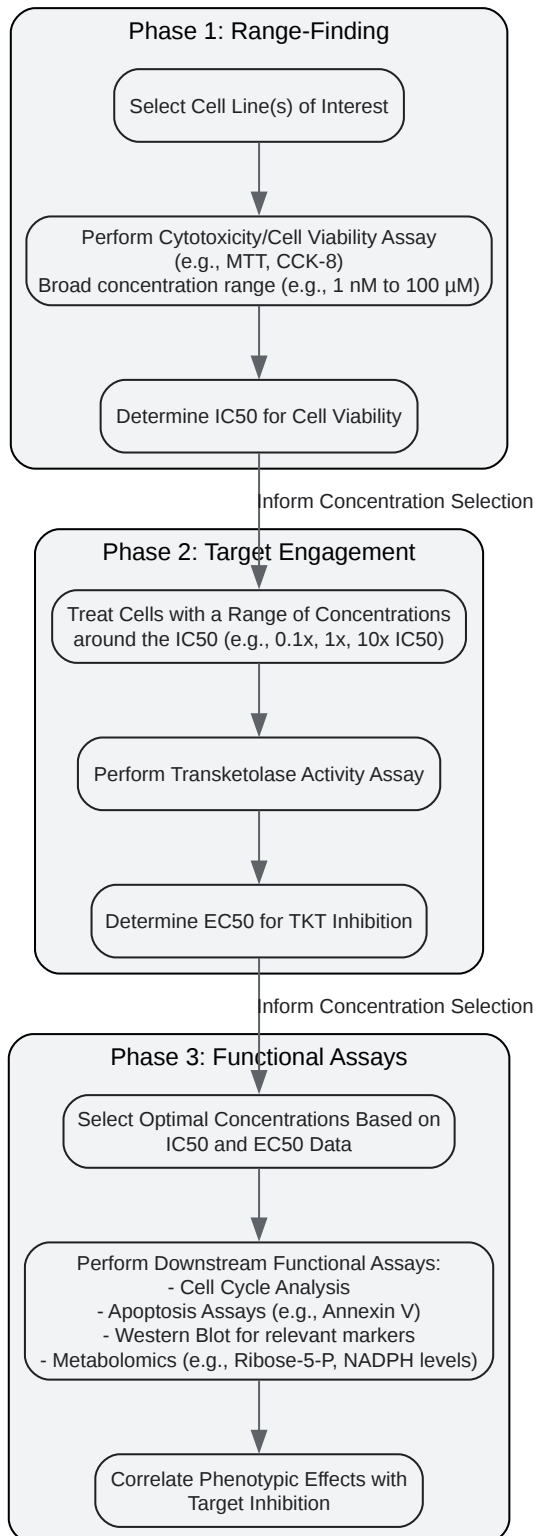 Phase 1: Range-Finding
Select Cell Line(s) of Interest
Perform Cytotoxicity/Cell Viability Assay
(e.g., MTT, CCK-8)
Broad concentration range (e.g., 1 nM to 100 µM)
Determine IC50 for Cell Viability
Inform Concentration Selection
Phase 2: Target Engagement
Treat Cells with a Range of Concentrations
around the IC50 (e.g., 0.1x, 1x, 10x IC50)
Perform Transketolase Activity Assay
Determine EC50 for TKT Inhibition
Inform Concentration Selection
Phase 3: Functional Assays
Select Optimal Concentrations Based on
IC50 and EC50 Data
Perform Downstream Functional Assays:
- Cell Cycle Analysis
- Apoptosis Assays (e.g., Annexin V)
- Western Blot for relevant markers
- Metabolomics (e.g., Ribose-5-P, NADPH levels)
Correlate Phenotypic Effects with
Target Inhibition